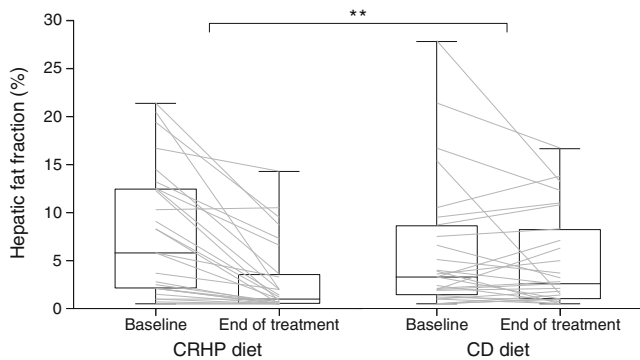 **
Hepatic fat fraction (%)
30
25
20
15
10
5
0
Baseline End of treatment Baseline End of treatment
CRHP diet CD diet